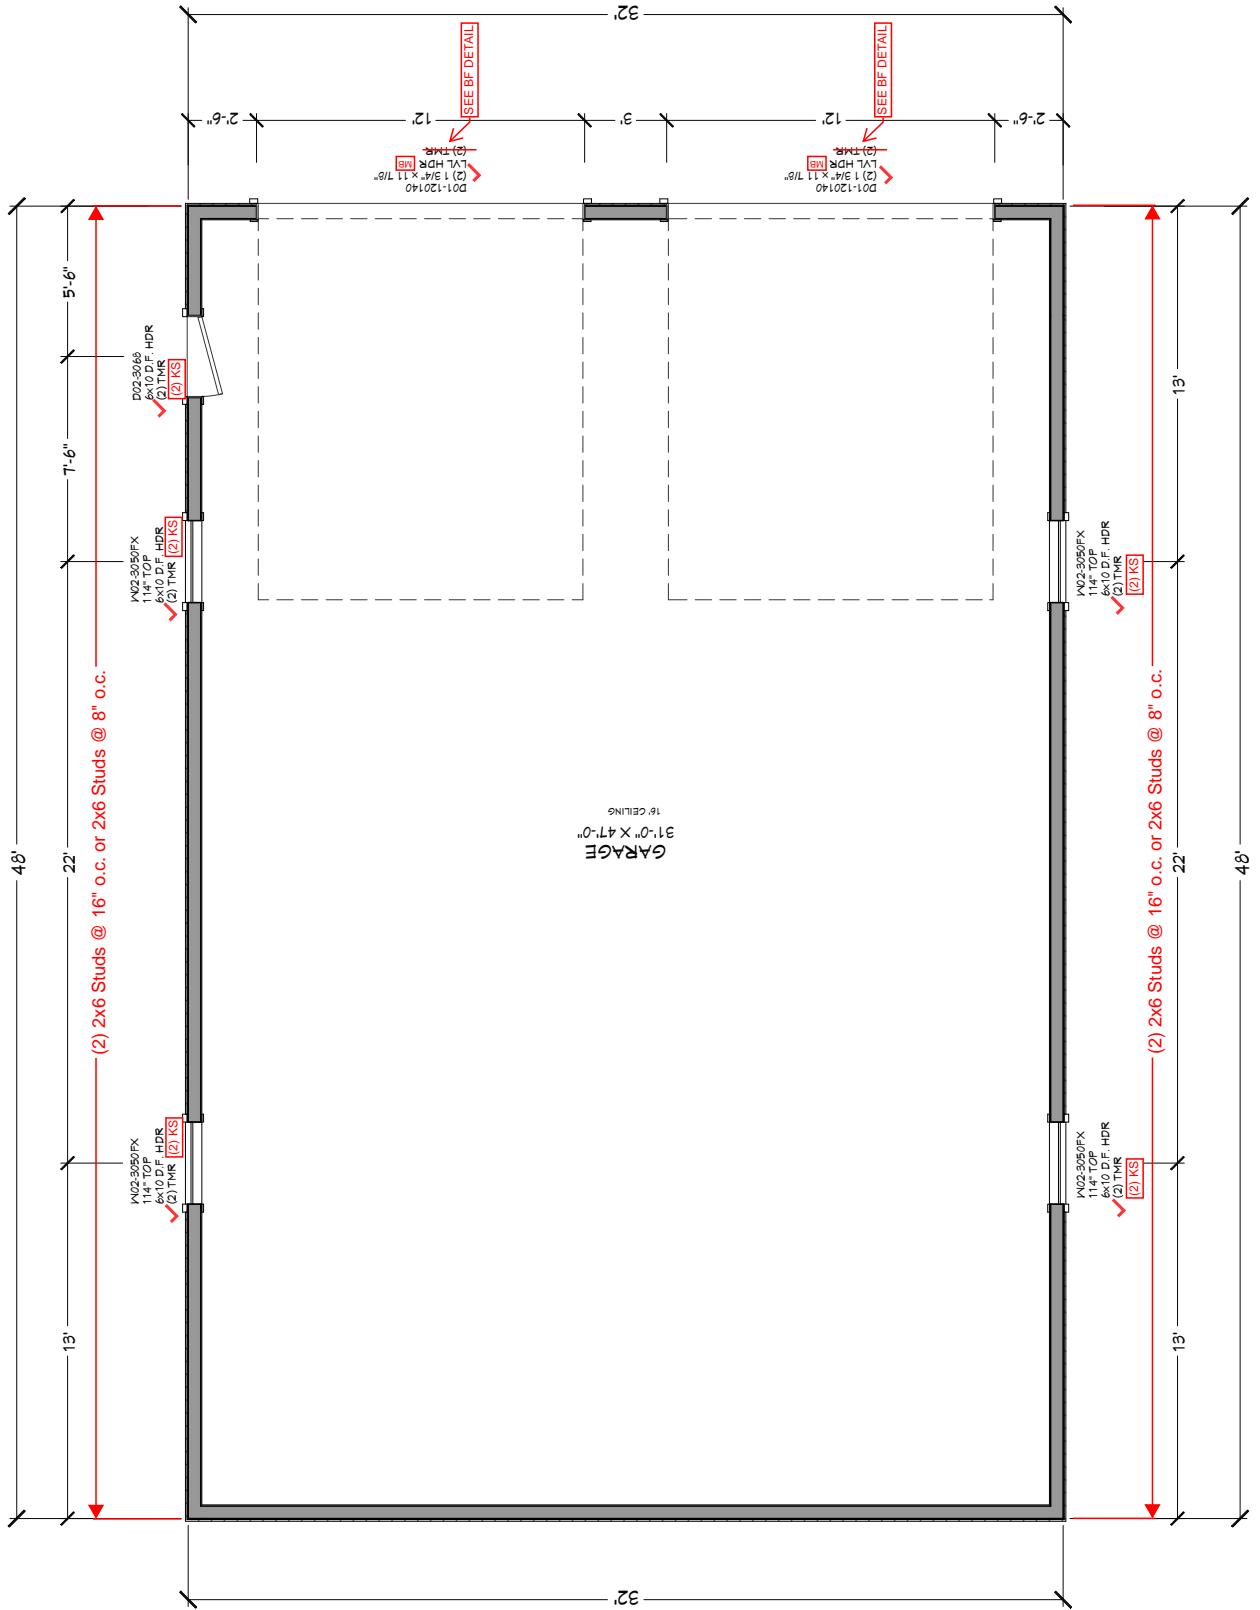 32'
SEE BF DETAIL
SEE BF DETAIL
2'-6"
12'
3'
12'
2'-6"
D01-120140
(2) 1 3/4" x 11 7/8"
LVL HDR MB
(2) TMR
D01-120140
(2) 1 3/4" x 11 7/8"
LVL HDR MB
(2) TMR
5'-6"
D02-3068
6x10 D.F. HDR
(2) TMR
(2) KS
7'-6"
W02-3050FX
114" TOP
6x10 D.F. HDR
(2) TMR
(2) KS
(2) 2x6 Studs @ 16" o.c. or 2x6 Studs @ 8" o.c.
48'
22'
W02-3050FX
114" TOP
6x10 D.F. HDR
(2) TMR
(2) KS
13'
GARAGE
31'-0" X 47'-0"
16' CEILING
13'
W02-3050FX
114" TOP
6x10 D.F. HDR
(2) TMR
(2) KS
(2) 2x6 Studs @ 16" o.c. or 2x6 Studs @ 8" o.c.
22'
48'
W02-3050FX
114" TOP
6x10 D.F. HDR
(2) TMR
(2) KS
13'
32'